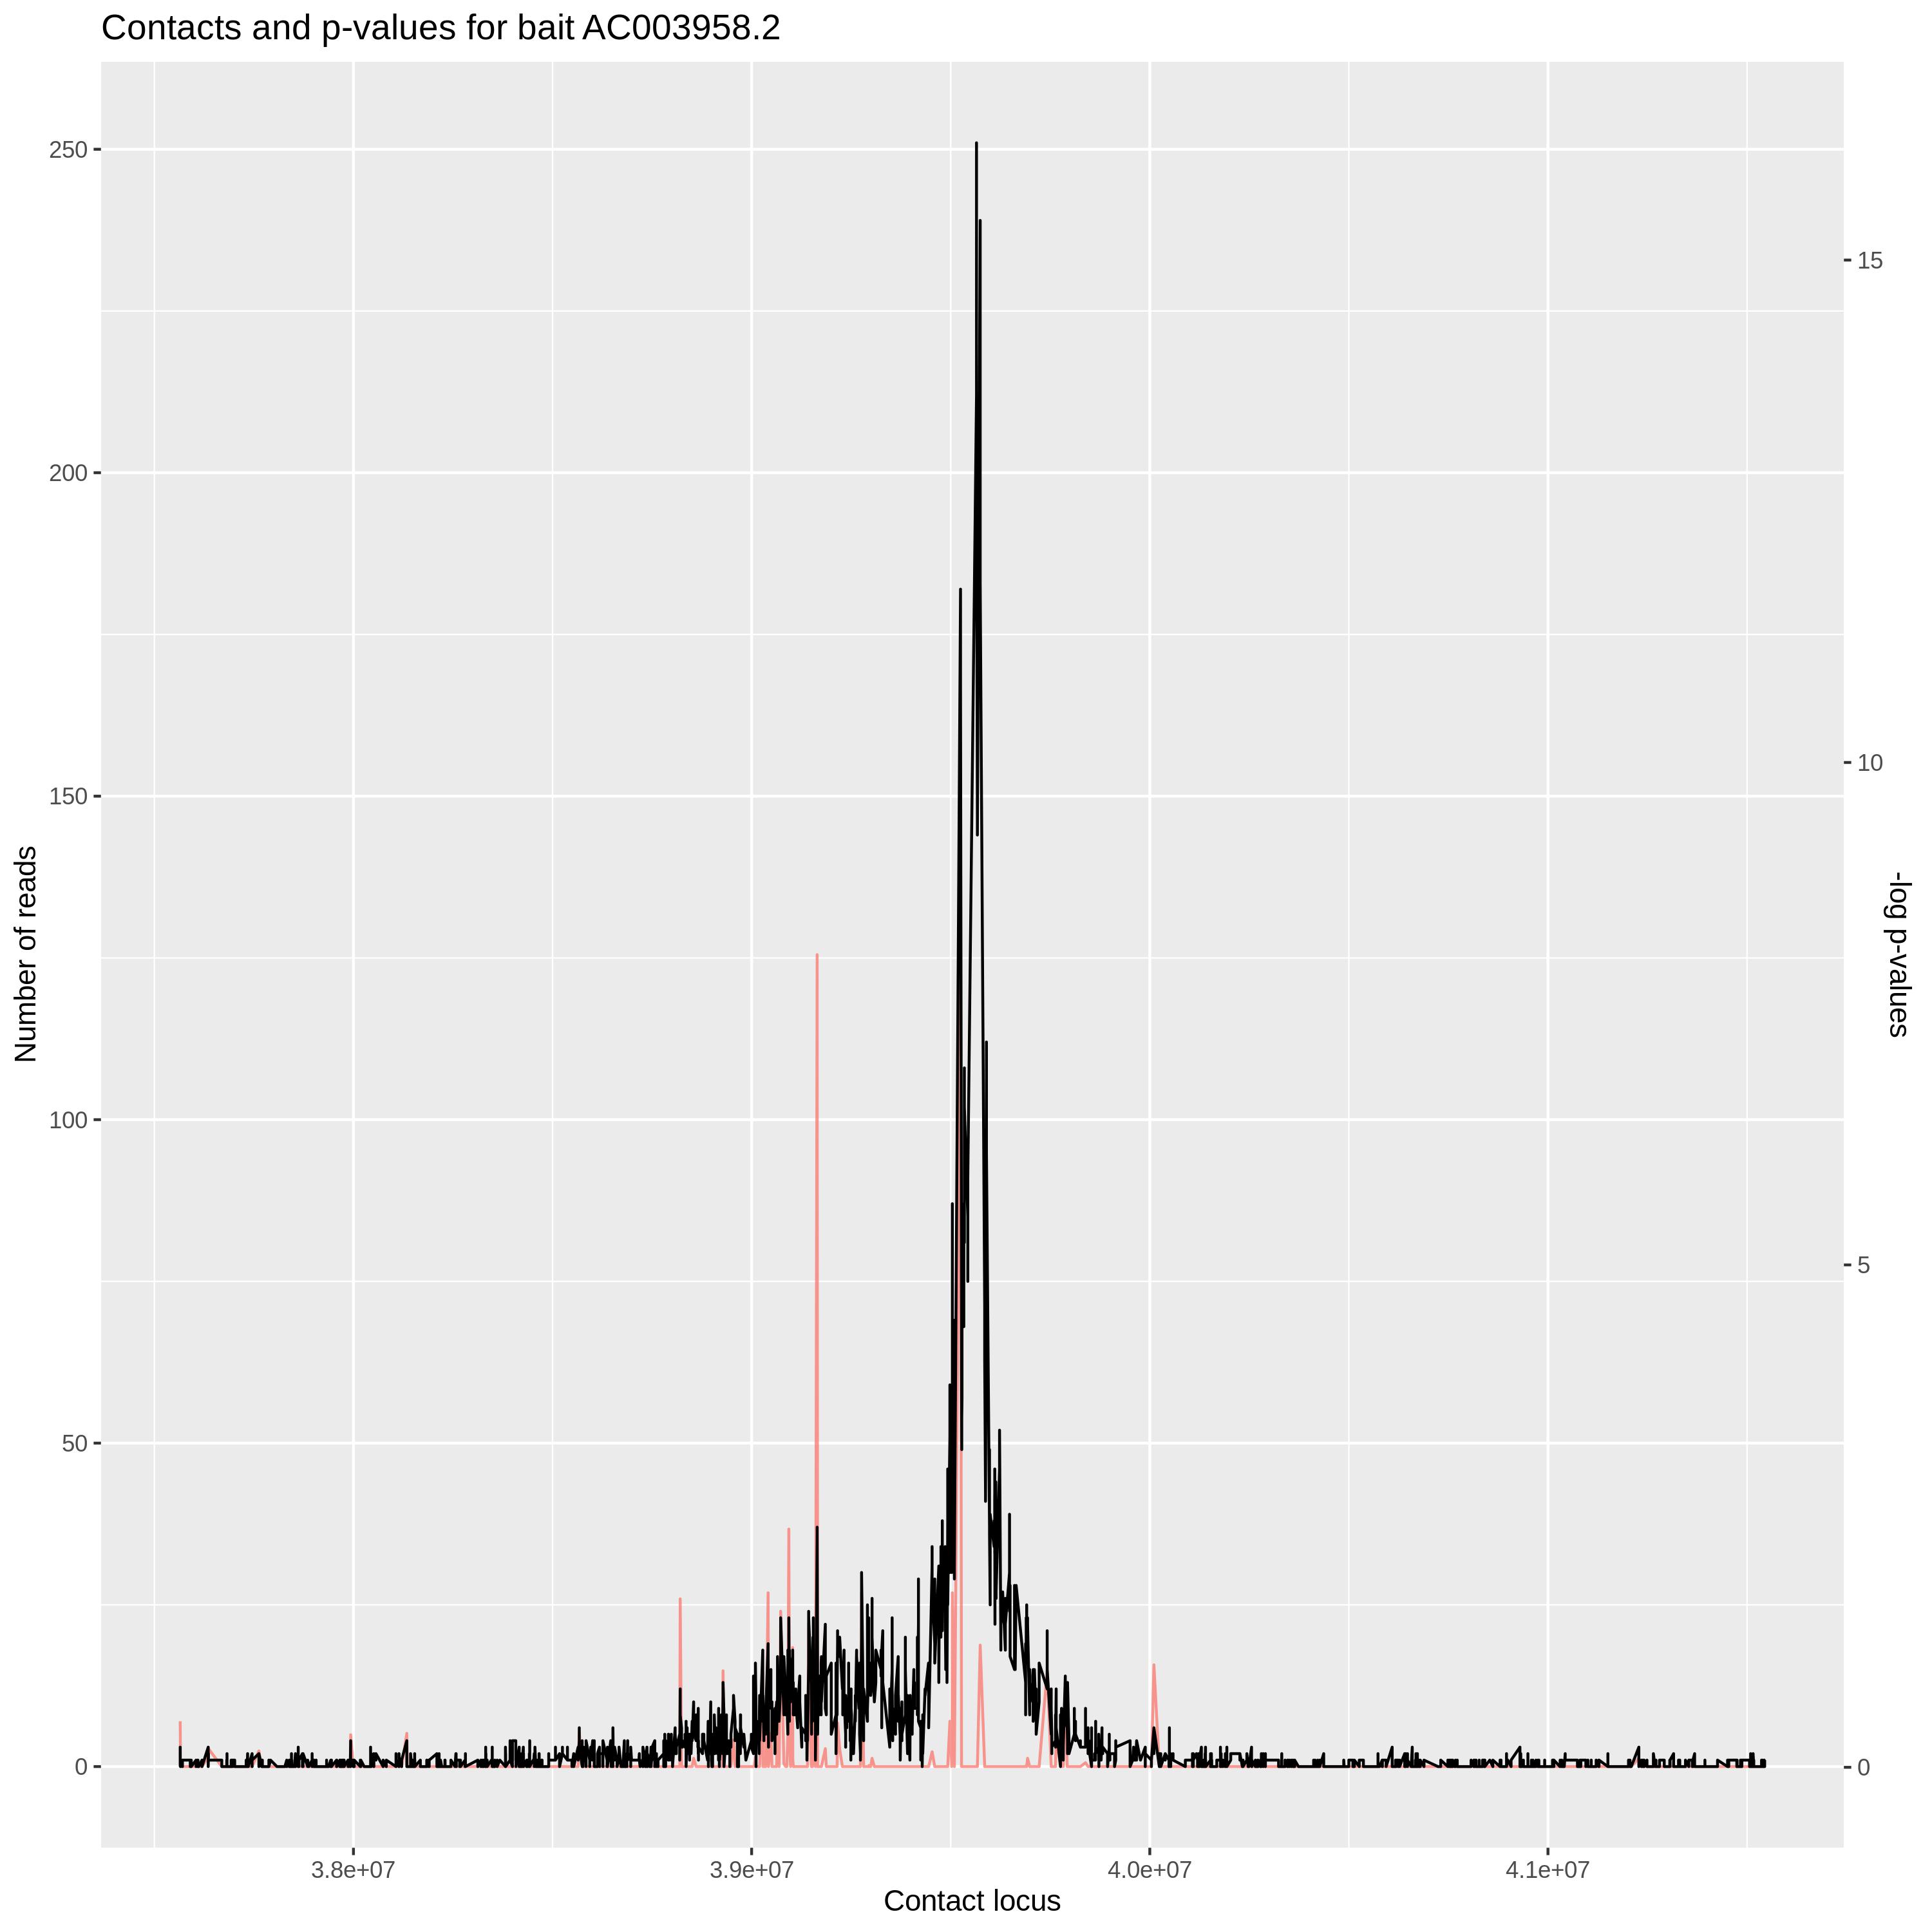 Contacts and p-values for bait AC003958.2
250
200
150
100
50
0
15
10
5
0
Number of reads
-log p-values
3.8e+07
3.9e+07
4.0e+07
4.1e+07
Contact locus